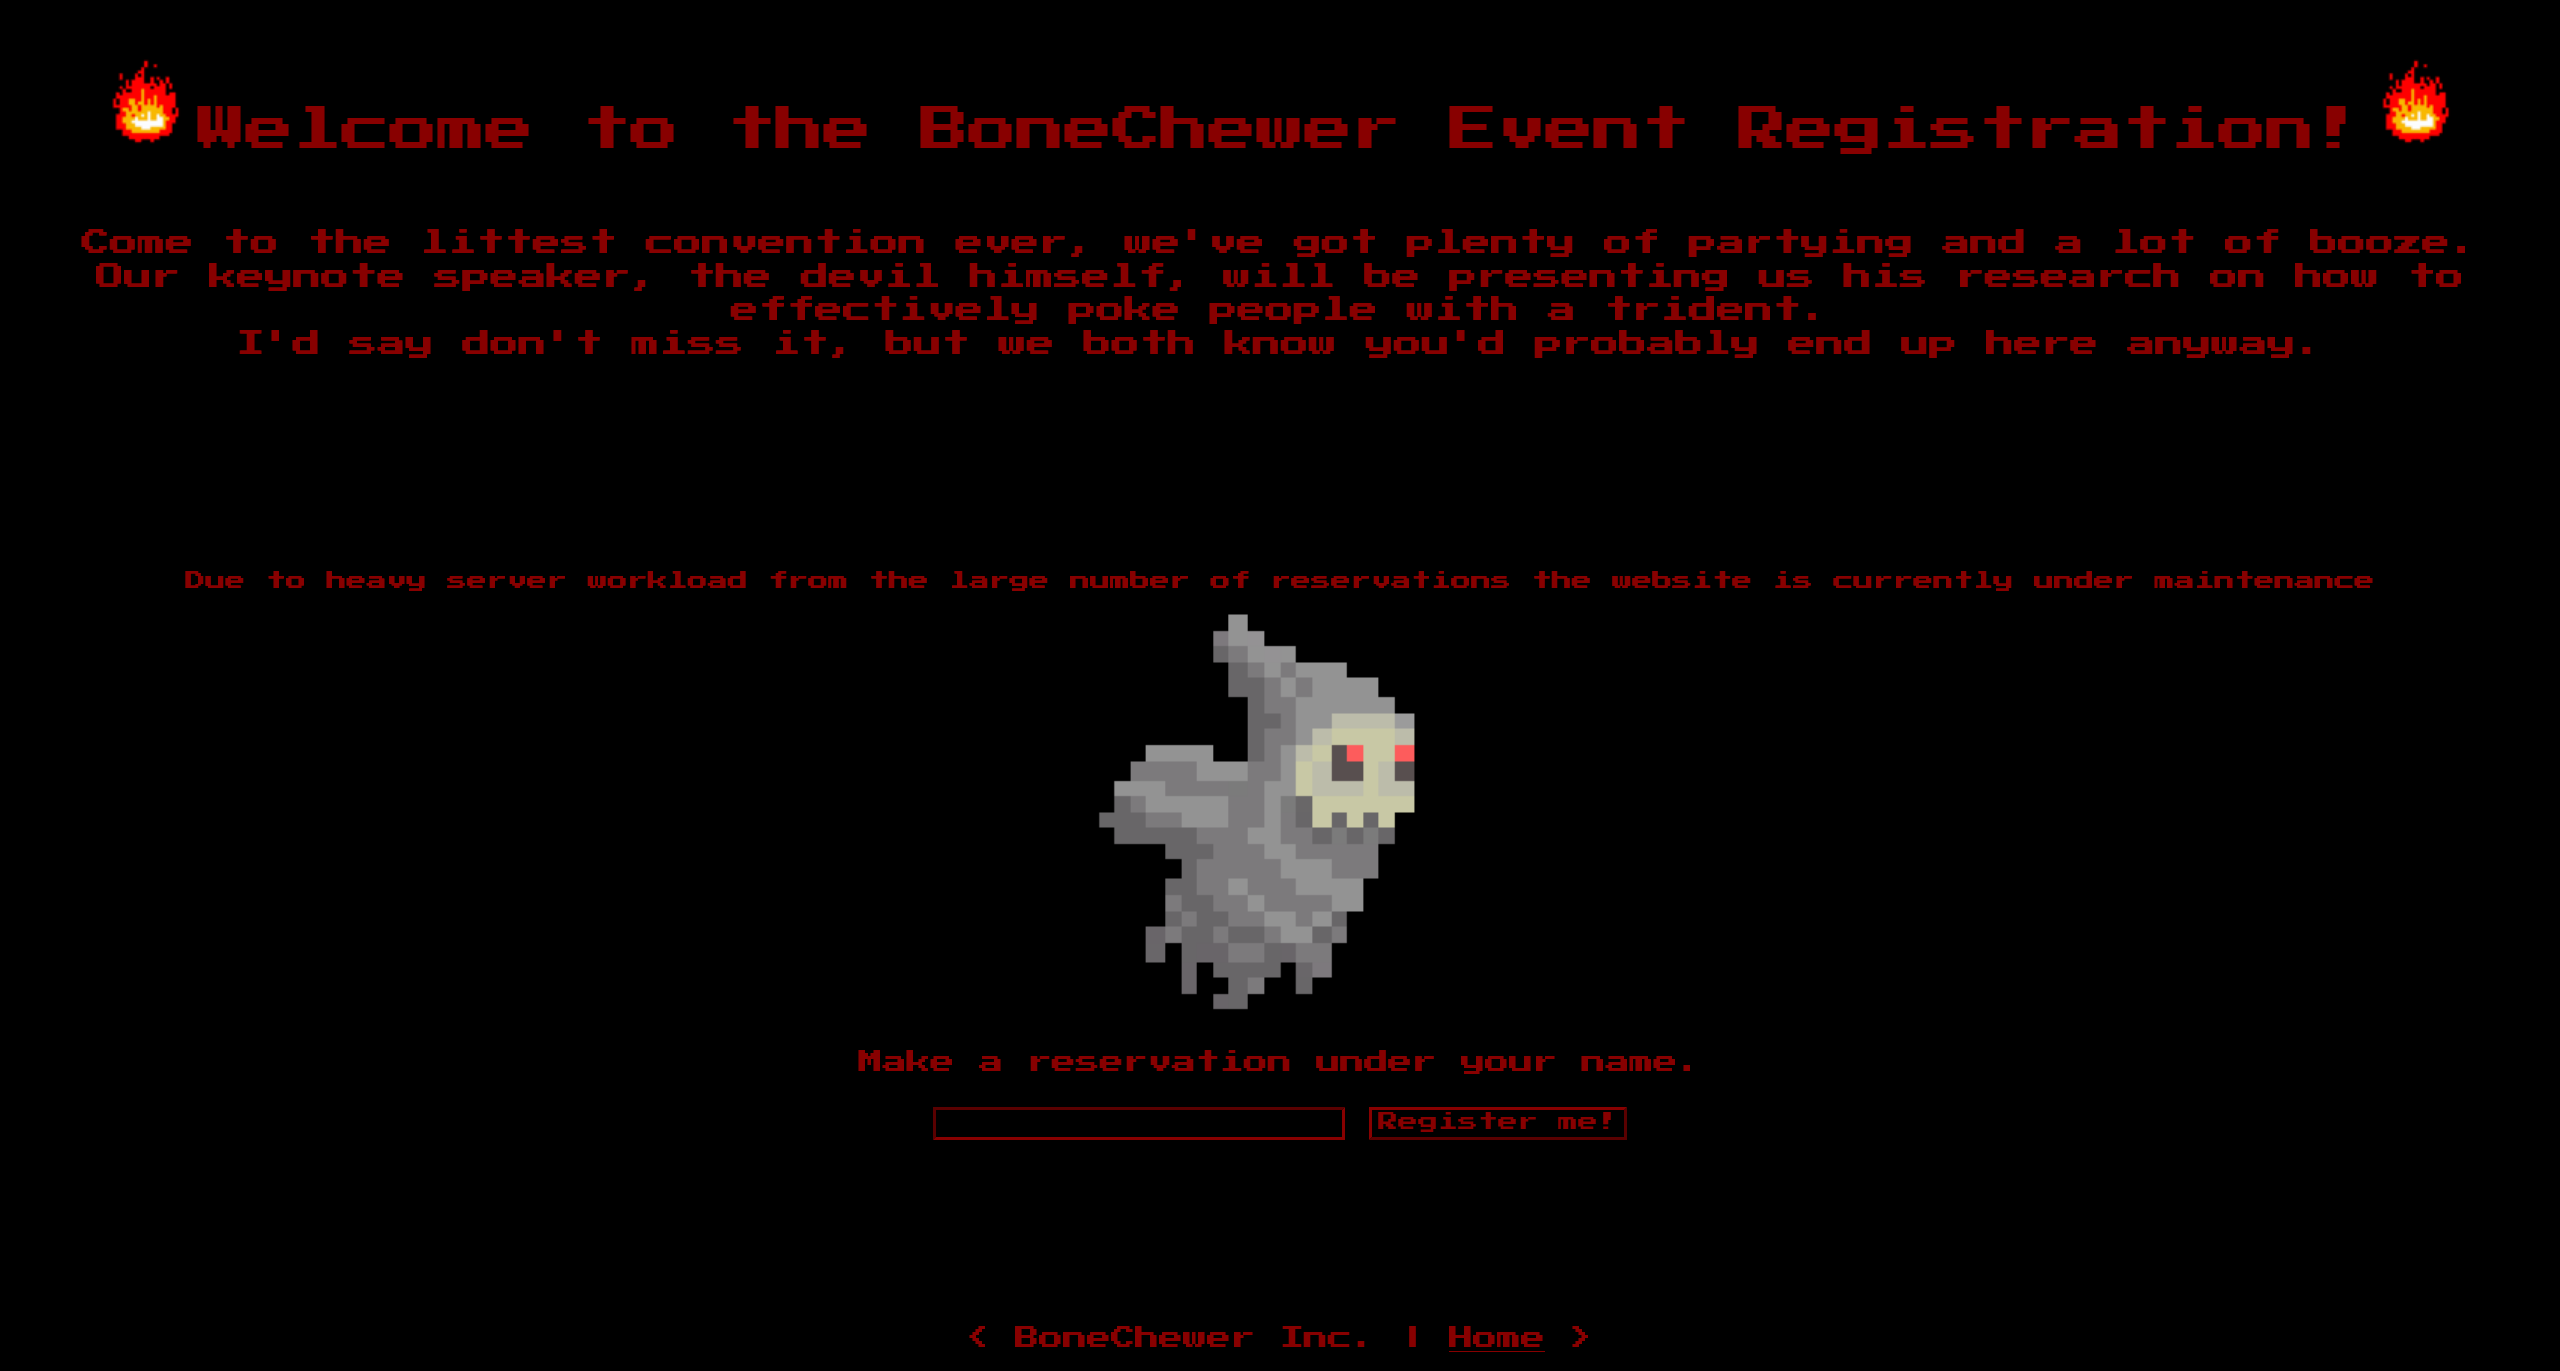 Welcome to the BoneChewer Event Registration!
Come to the littest convention ever, we've got plenty of partying and a lot of booze.
Our keynote speaker, the devil himself, will be presenting us his research on how to
effectively poke people with a trident.
I'd say don't miss it, but we both know you'd probably end up here anyway.
Due to heavy server workload from the large number of reservations the website is currently under maintenance
Make a reservation under your name.
Register me!
< BoneChewer Inc. | Home >